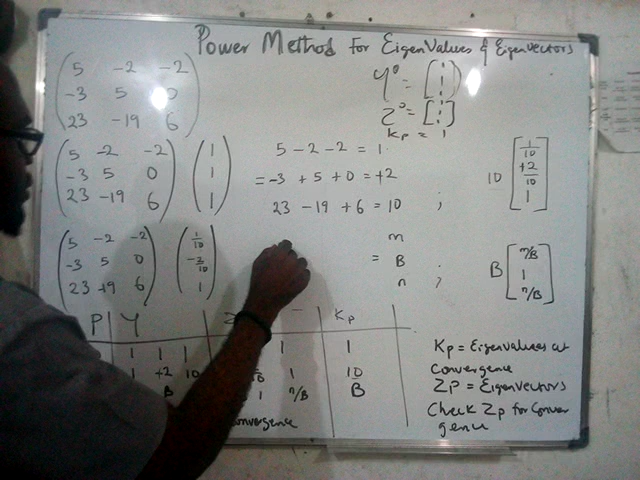 Power Method For EigenValues & Eigenvectors
5 -2 -2
-3 5 0
23 -19 6
Y⁰ = [1 1 1]
Z⁰ = [1 1 1]
Kp = 1
5 -2 -2 1
-3 5 0 1
23 -19 6 1
5 - 2 - 2 = 1
= -3 + 5 + 0 = +2
23 - 19 + 6 = 10 ;
10 [1/10 +2/10 1]
5 -2 -2 1/10
-3 5 0 -2/10
23 -19 6 1
m
= B
n ;
B [m/B 1 n/B]
P Y Z Kp
1 1 1 1 1
1 +2 10 1 10
B 1 n/B B
Convergence
Kp = Eigenvalues at
Convergence
Zp = Eigenvectors
Check Zp for Conver
gence